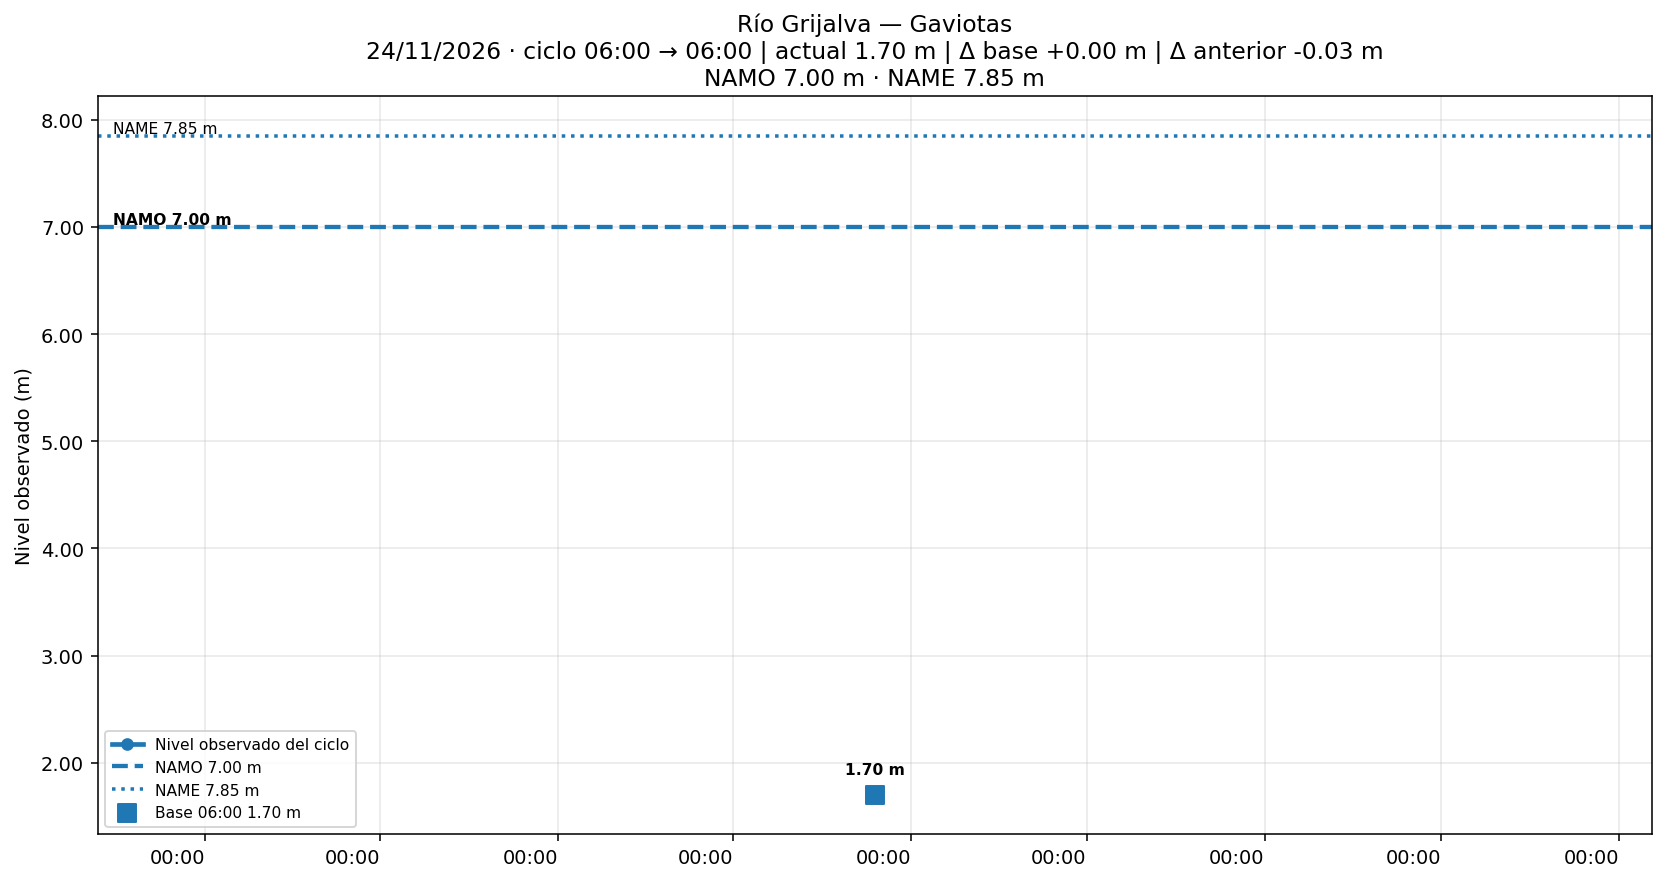 Río Grijalva — Gaviotas
24/11/2026 · ciclo 06:00 → 06:00 | actual 1.70 m | Δ base +0.00 m | Δ anterior -0.03 m
NAMO 7.00 m · NAME 7.85 m
Nivel observado (m)
8.00
7.00
6.00
5.00
4.00
3.00
2.00
NAME 7.85 m
NAMO 7.00 m
1.70 m
Nivel observado del ciclo
NAMO 7.00 m
NAME 7.85 m
Base 06:00 1.70 m
00:00 00:00 00:00 00:00 00:00 00:00 00:00 00:00 00:00